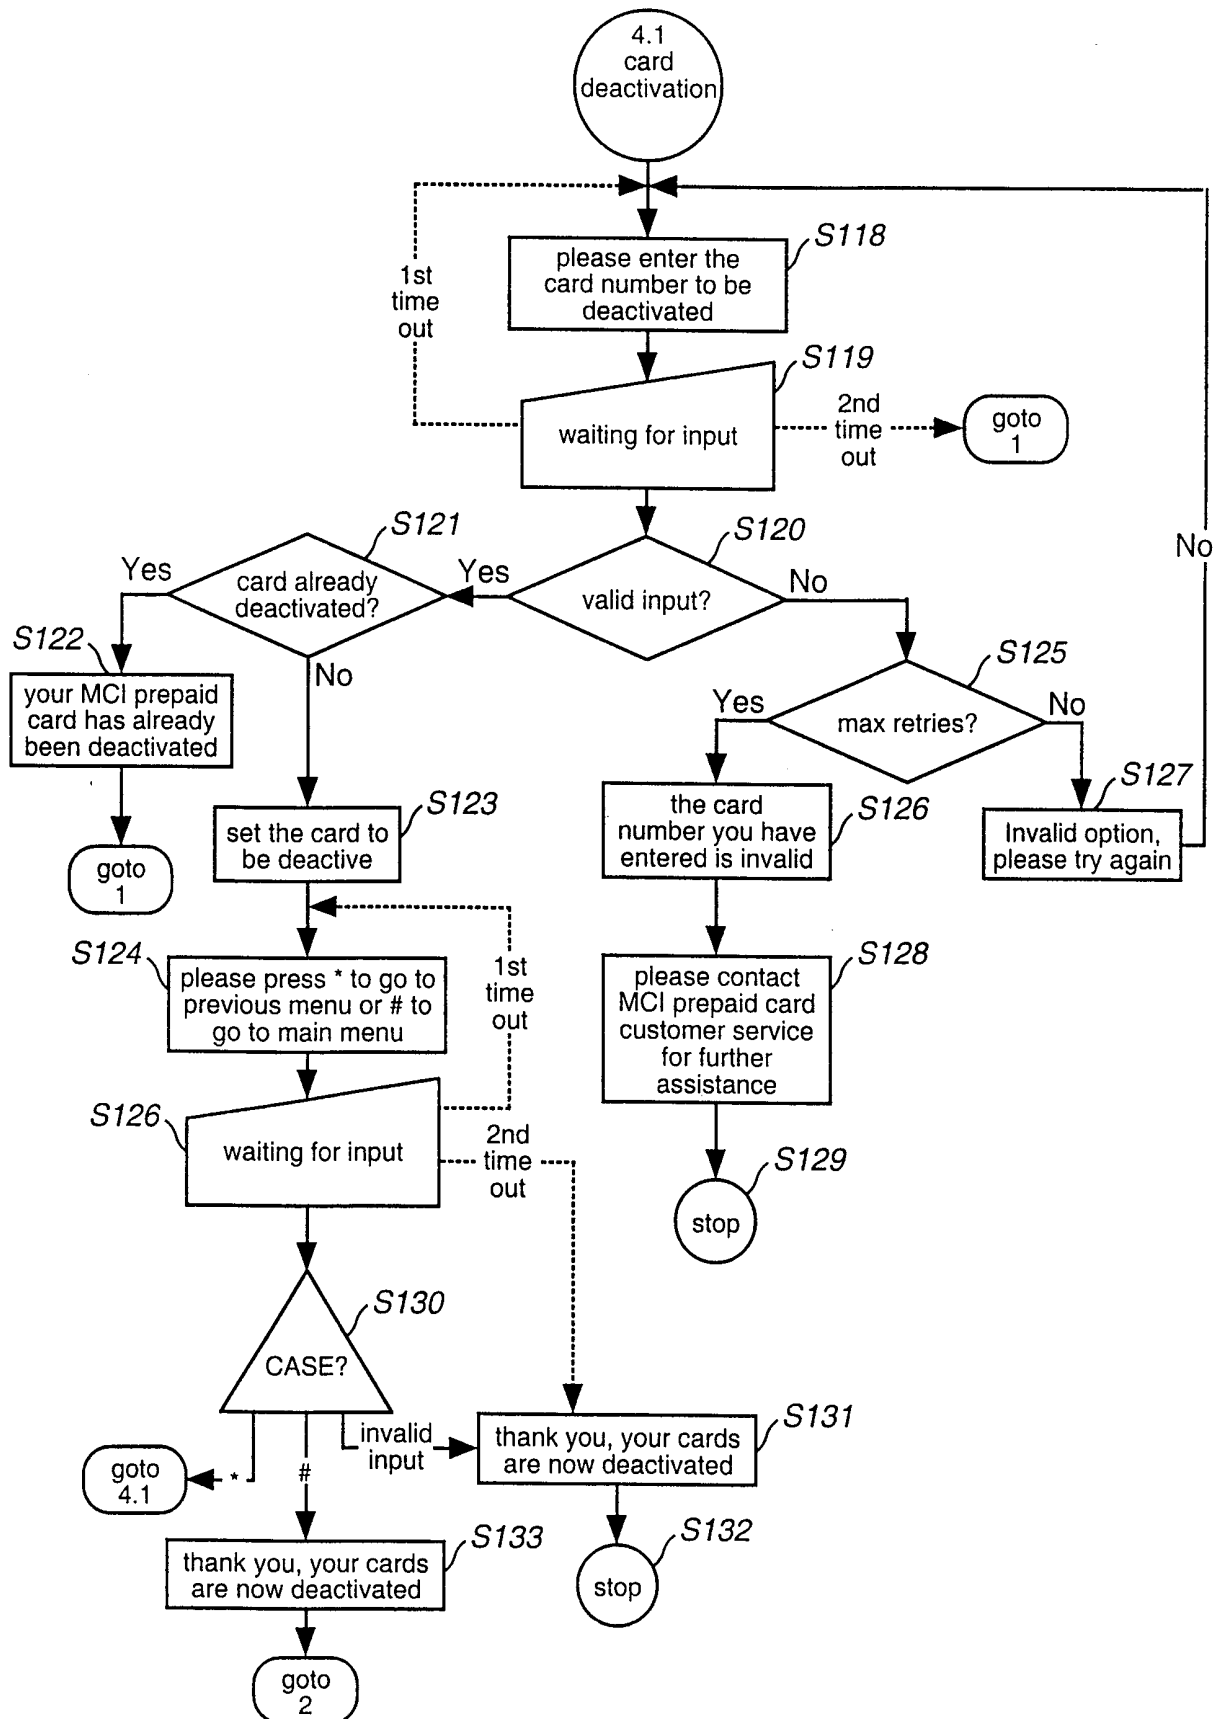 4.1
card
deactivation
S118
please enter the
card number to be
deactivated
1st
time
out
S119
waiting for input
2nd
time
out
goto
1
S121
S120
No
Yes
card already
deactivated?
Yes
valid input?
No
S122
your MCI prepaid
card has already
been deactivated
No
S125
Yes
max retries?
No
goto
1
S123
set the card to
be deactive
the card
number you have
entered is invalid
S126
S127
Invalid option,
please try again
S124
please press * to go to
previous menu or # to
go to main menu
1st
time
out
S128
please contact
MCI prepaid card
customer service
for further
assistance
S126
waiting for input
2nd
time
out
S129
stop
S130
CASE?
goto
4.1
*
#
invalid
input
S131
thank you, your cards
are now deactivated
S133
thank you, your cards
are now deactivated
S132
stop
goto
2